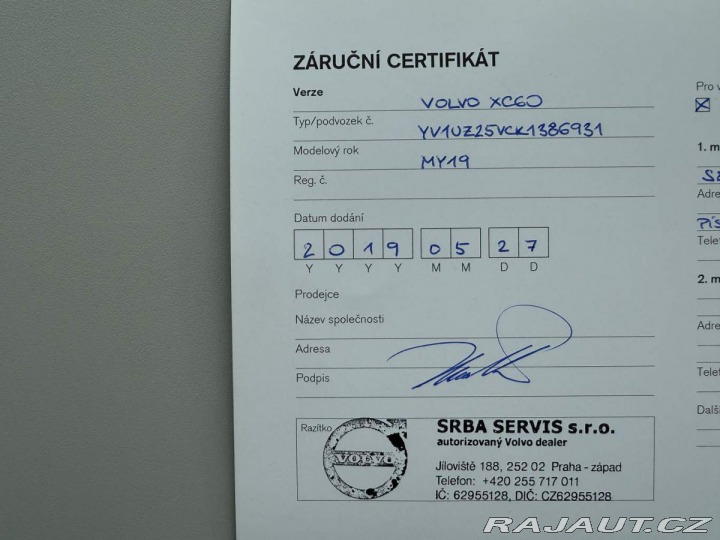 ZÁRUČNÍ CERTIFIKÁT
Verze VOLVO XC60
Typ/podvozek č. YV1UZ25VCK1386931
Modelový rok MY19
Reg. č.
Datum dodání
2 0 1 9 0 5 2 7
Y Y Y Y M M D D
Prodejce
Název společnosti
Adresa
Podpis
Razítko
VOLVO
SRBA SERVIS s.r.o.
autorizovaný Volvo dealer
Jíloviště 188, 252 02 Praha - západ
Telefon: +420 255 717 011
IČ: 62955128, DIČ: CZ62955128
Pro v
1. m
Adre
Telef
2. m
Adre
Telef
Dalš
RAJAUT.CZ